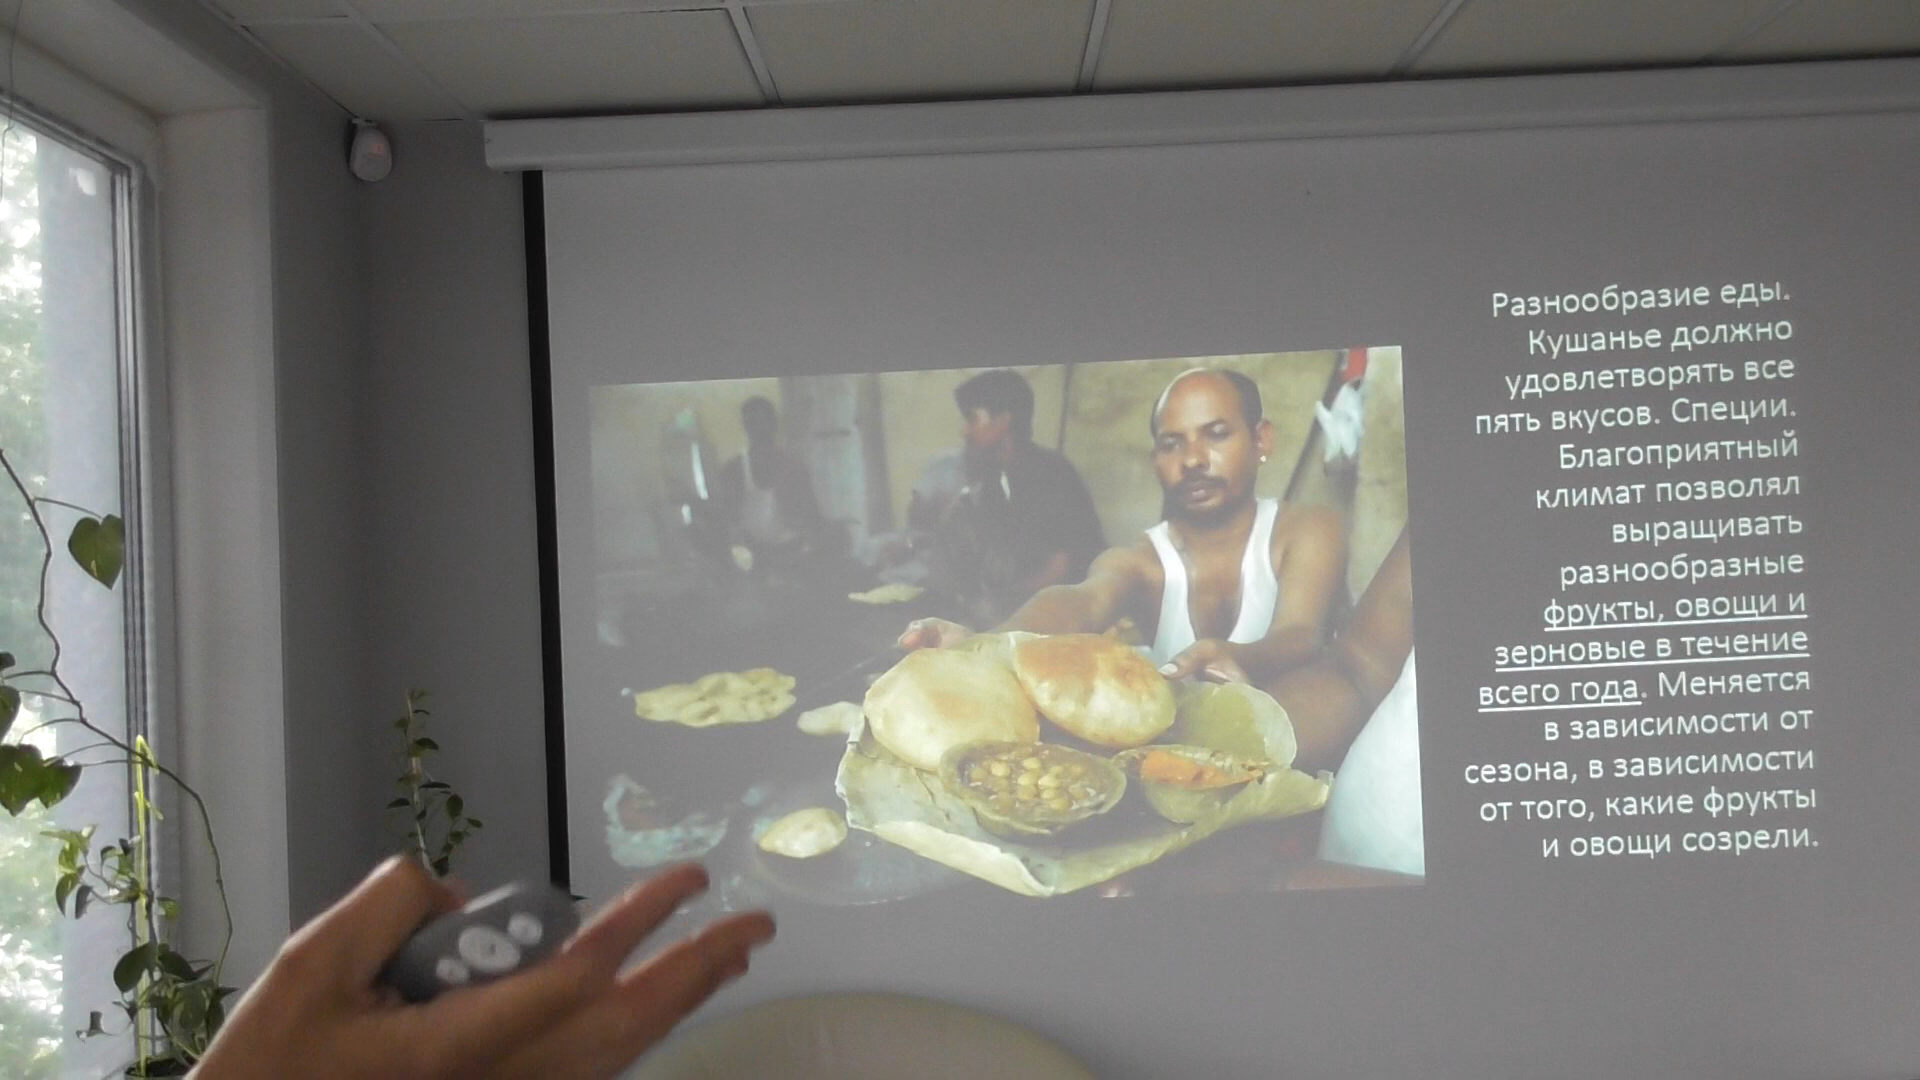 Разнообразие еды.
Кушанье должно
удовлетворять все
пять вкусов. Специи.
Благоприятный
климат позволял
выращивать
разнообразные
фрукты, овощи и
зерновые в течение
всего года. Меняется
в зависимости от
сезона, в зависимости
от того, какие фрукты
и овощи созрели.